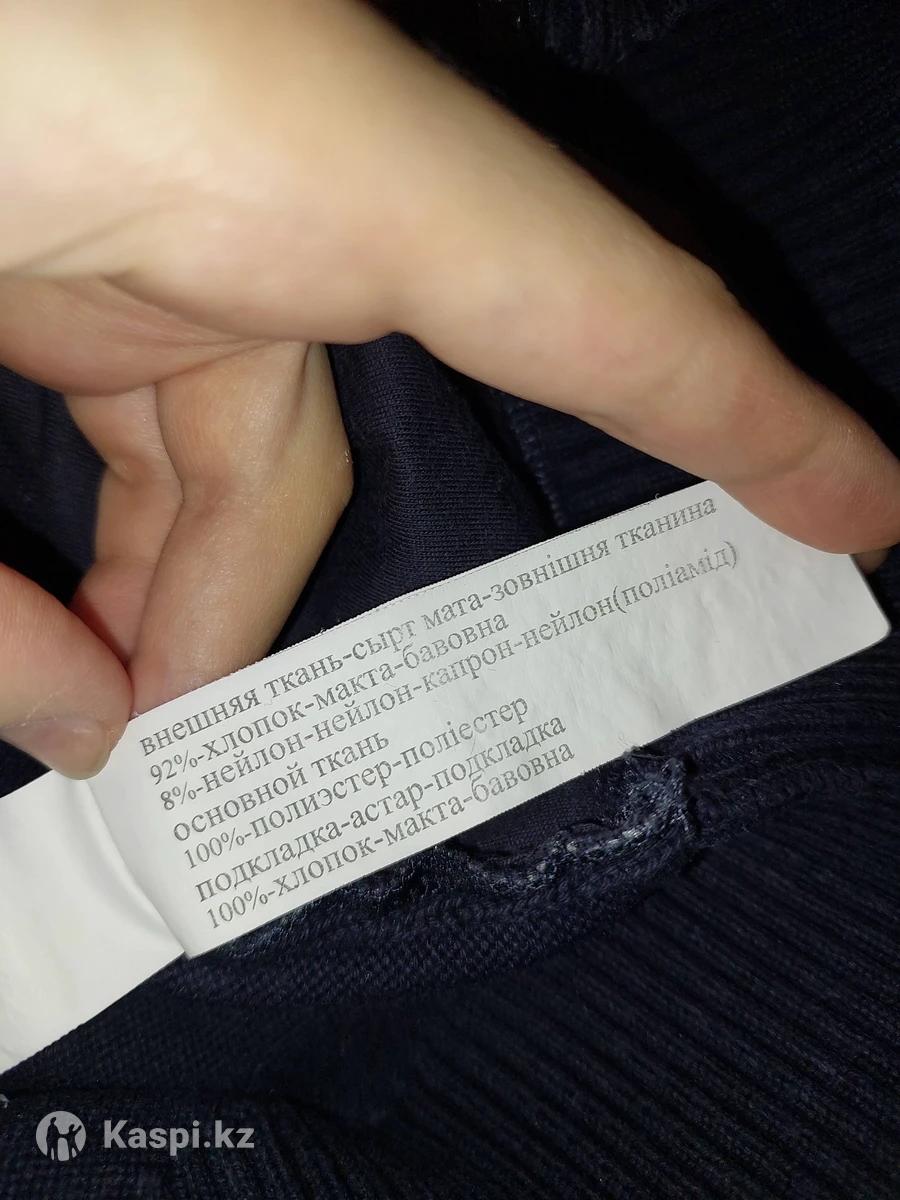 внешняя ткань-сырт мата-зовнішня тканина
92%-хлопок-макта-бавовна
8%-нейлон-нейлон-капрон-нейлон(поліамід)
основной ткань
100%-полиэстер-поліестер
подкладка-астар-подкладка
100%-хлопок-макта-бавовна
Kaspi.kz